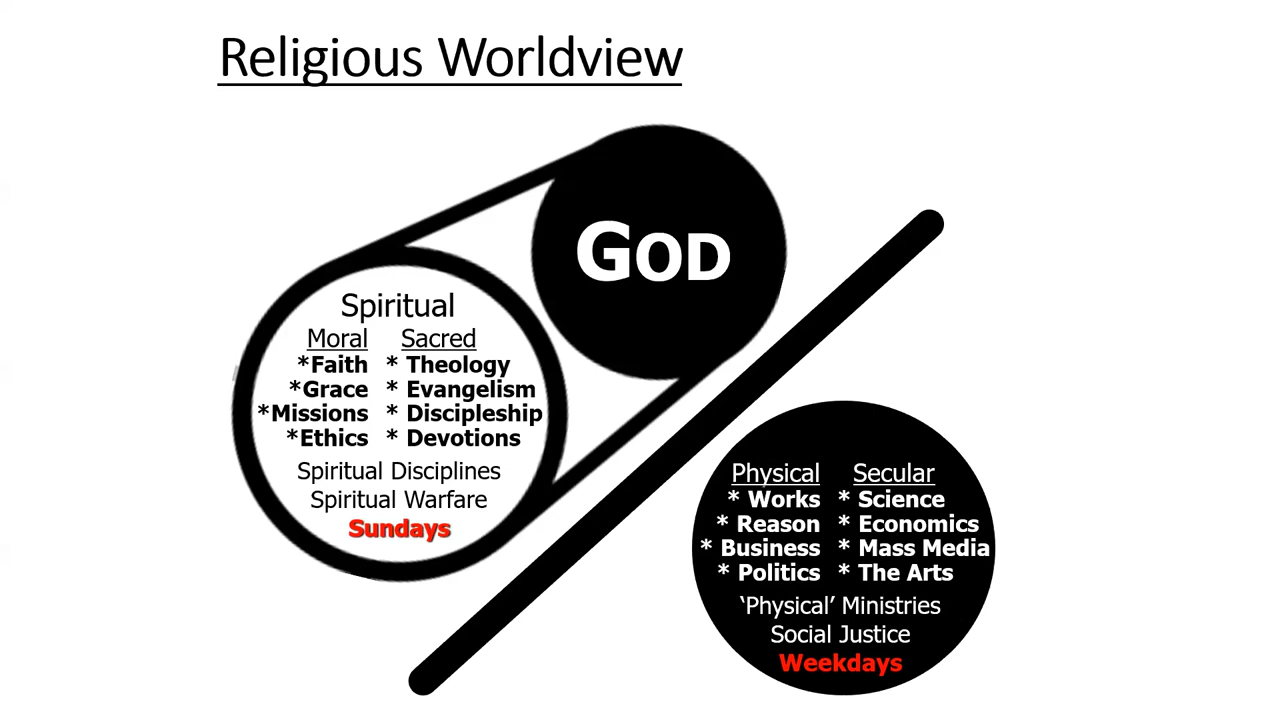 Religious Worldview
GOD
Spiritual
Moral Sacred
*Faith * Theology
*Grace * Evangelism
*Missions * Discipleship
*Ethics * Devotions
Spiritual Disciplines
Spiritual Warfare
Sundays
Physical Secular
* Works * Science
* Reason * Economics
* Business * Mass Media
* Politics * The Arts
‘Physical’ Ministries
Social Justice
Weekdays